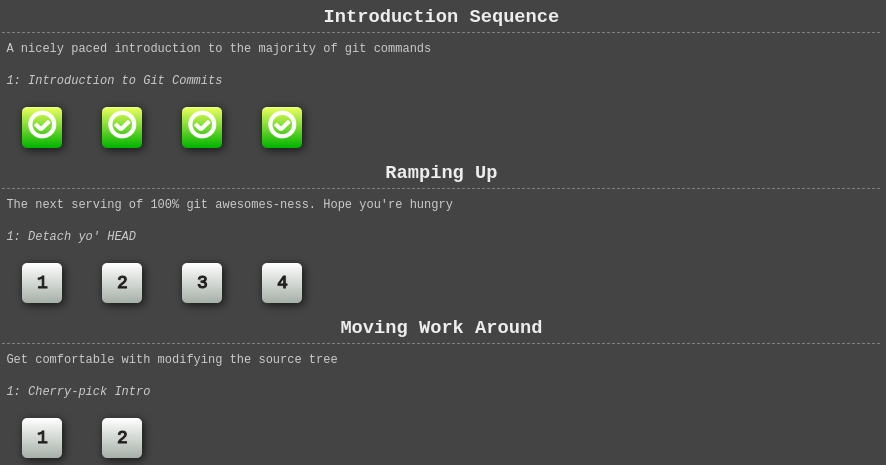 Introduction Sequence
A nicely paced introduction to the majority of git commands
1: Introduction to Git Commits
Ramping Up
The next serving of 100% git awesomes-ness. Hope you're hungry
1: Detach yo' HEAD
1 2 3 4
Moving Work Around
Get comfortable with modifying the source tree
1: Cherry-pick Intro
1 2